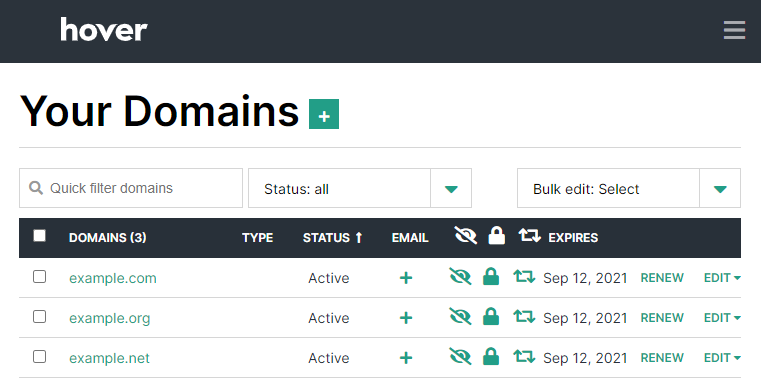 hover
Your Domains +
Quick filter domains Status: all Bulk edit: Select
DOMAINS (3) TYPE STATUS ↑ EMAIL EXPIRES
example.com Active + Sep 12, 2021 RENEW EDIT
example.org Active + Sep 12, 2021 RENEW EDIT
example.net Active + Sep 12, 2021 RENEW EDIT